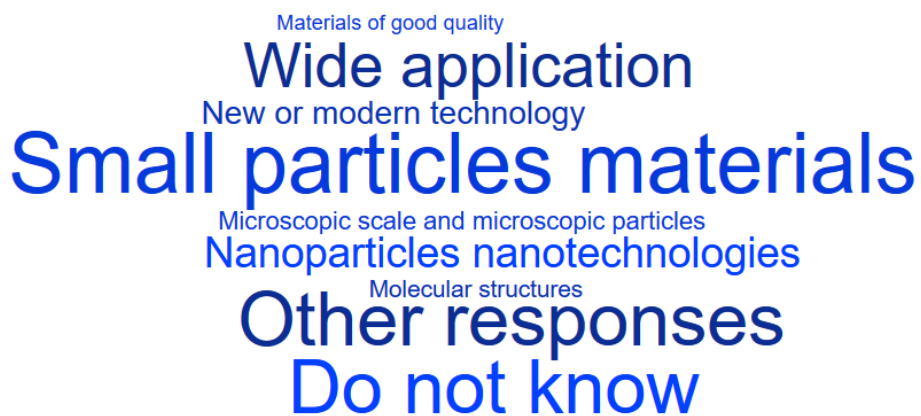 Materials of good quality
Wide application
New or modern technology
Small particles materials
Microscopic scale and microscopic particles
Nanoparticles nanotechnologies
Molecular structures
Other responses
Do not know